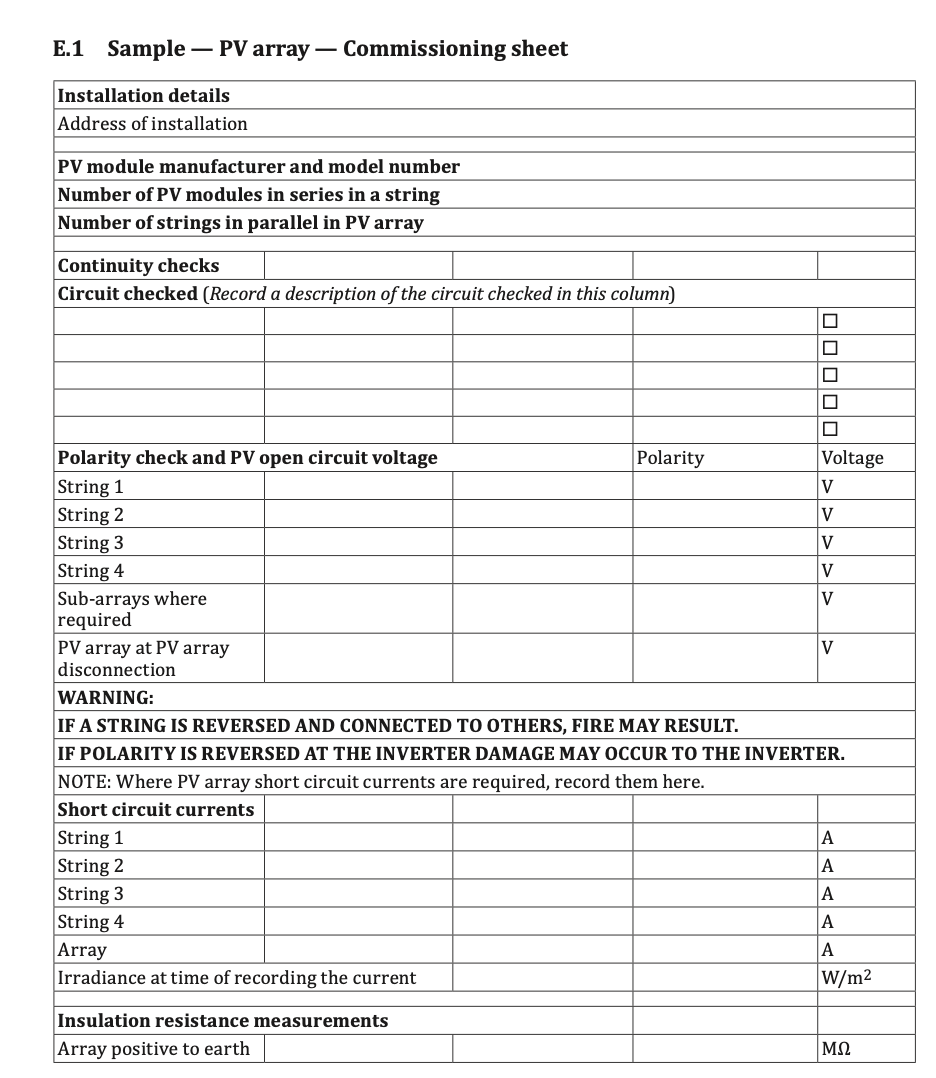 E.1 Sample — PV array — Commissioning sheet
Installation details
Address of installation
PV module manufacturer and model number
Number of PV modules in series in a string
Number of strings in parallel in PV array
Continuity checks
Circuit checked (Record a description of the circuit checked in this column)
☐
☐
☐
☐
☐
Polarity check and PV open circuit voltage Polarity Voltage
String 1 V
String 2 V
String 3 V
String 4 V
Sub-arrays where V
required
PV array at PV array V
disconnection
WARNING:
IF A STRING IS REVERSED AND CONNECTED TO OTHERS, FIRE MAY RESULT.
IF POLARITY IS REVERSED AT THE INVERTER DAMAGE MAY OCCUR TO THE INVERTER.
NOTE: Where PV array short circuit currents are required, record them here.
Short circuit currents
String 1 A
String 2 A
String 3 A
String 4 A
Array A
Irradiance at time of recording the current W/m²
Insulation resistance measurements
Array positive to earth MΩ